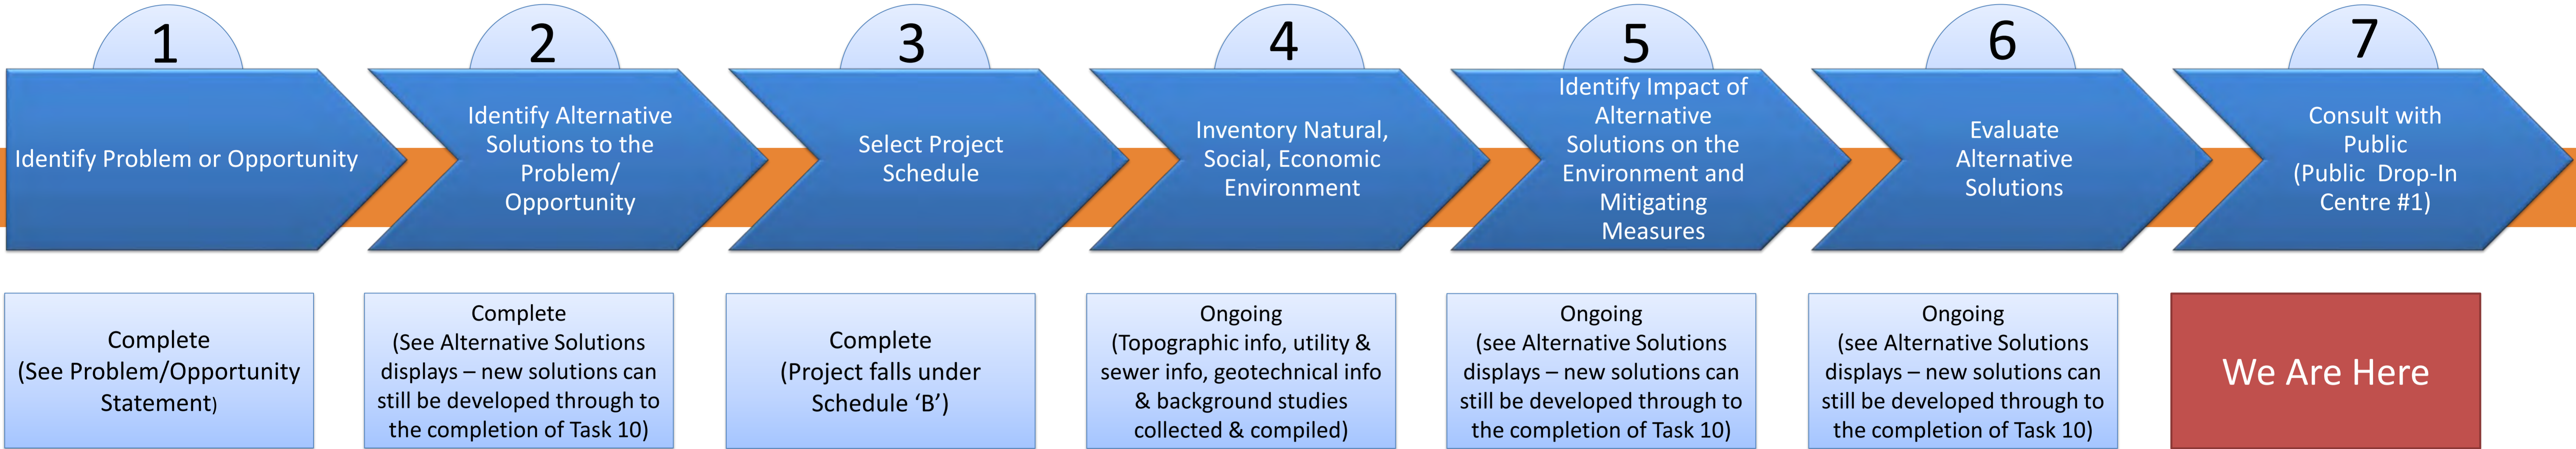 1
Identify Problem or Opportunity
Complete
(See Problem/Opportunity
Statement)
2
Identify Alternative
Solutions to the
Problem/
Opportunity
Complete
(See Alternative Solutions
displays – new solutions can
still be developed through to
the completion of Task 10)
3
Select Project
Schedule
Complete
(Project falls under
Schedule ‘B’)
4
Inventory Natural,
Social, Economic
Environment
Ongoing
(Topographic info, utility &
sewer info, geotechnical info
& background studies
collected & compiled)
5
Identify Impact of
Alternative
Solutions on the
Environment and
Mitigating
Measures
Ongoing
(see Alternative Solutions
displays – new solutions can
still be developed through to
the completion of Task 10)
6
Evaluate
Alternative
Solutions
Ongoing
(see Alternative Solutions
displays – new solutions can
still be developed through to
the completion of Task 10)
7
Consult with
Public
(Public Drop-In
Centre #1)
We Are Here